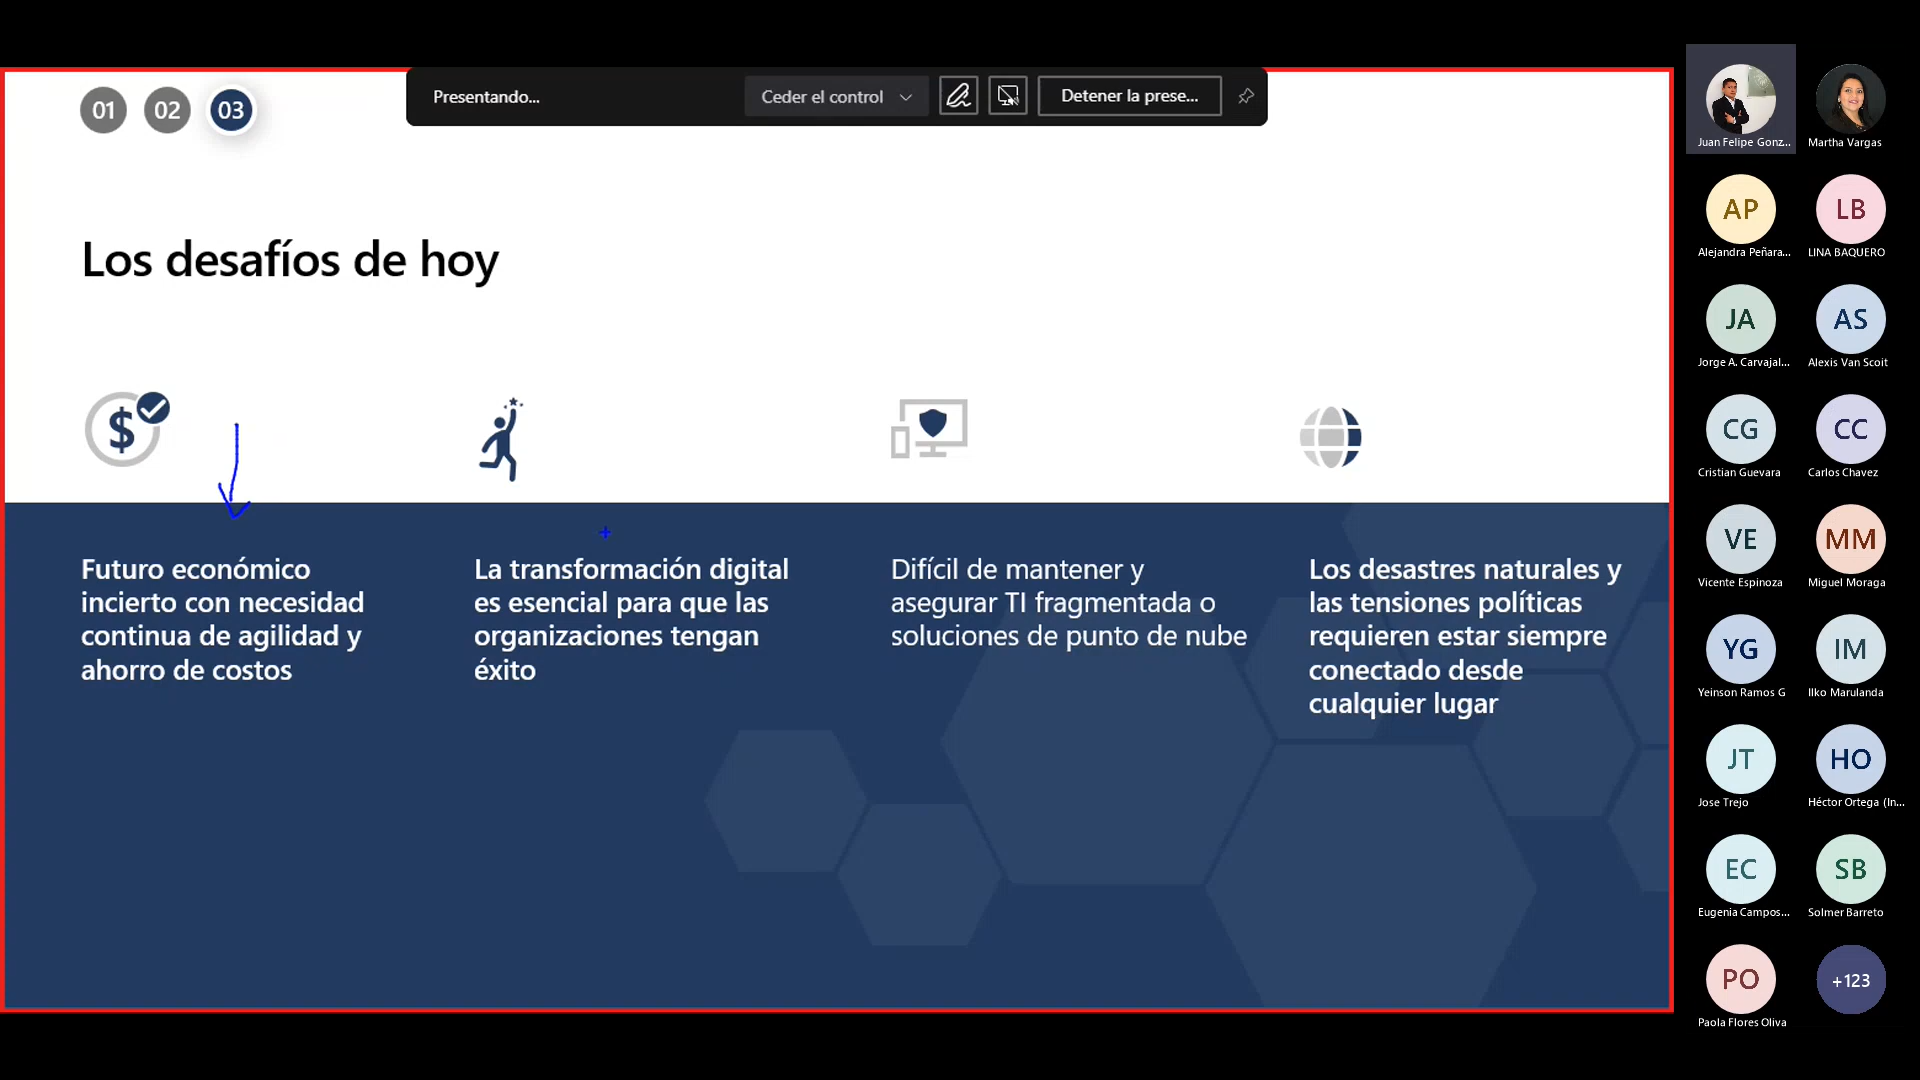 Presentando...
Ceder el control
Detener la prese...
01
02
03
Los desafíos de hoy
$
Futuro económico
incierto con necesidad
continua de agilidad y
ahorro de costos
La transformación digital
es esencial para que las
organizaciones tengan
éxito
Difícil de mantener y
asegurar TI fragmentada o
soluciones de punto de nube
Los desastres naturales y
las tensiones políticas
requieren estar siempre
conectado desde
cualquier lugar
Juan Felipe Gonz...
Martha Vargas
AP
Alejandra Peñara...
LB
LINA BAQUERO
JA
Jorge A. Carvajal...
AS
Alexis Van Scoit
CG
Cristian Guevara
CC
Carlos Chavez
VE
Vicente Espinoza
MM
Miguel Moraga
YG
Yeinson Ramos G
IM
Ilko Marulanda
JT
Jose Trejo
HO
Héctor Ortega (In...
EC
Eugenia Campos...
SB
Solmer Barreto
PO
Paola Flores Oliva
+123